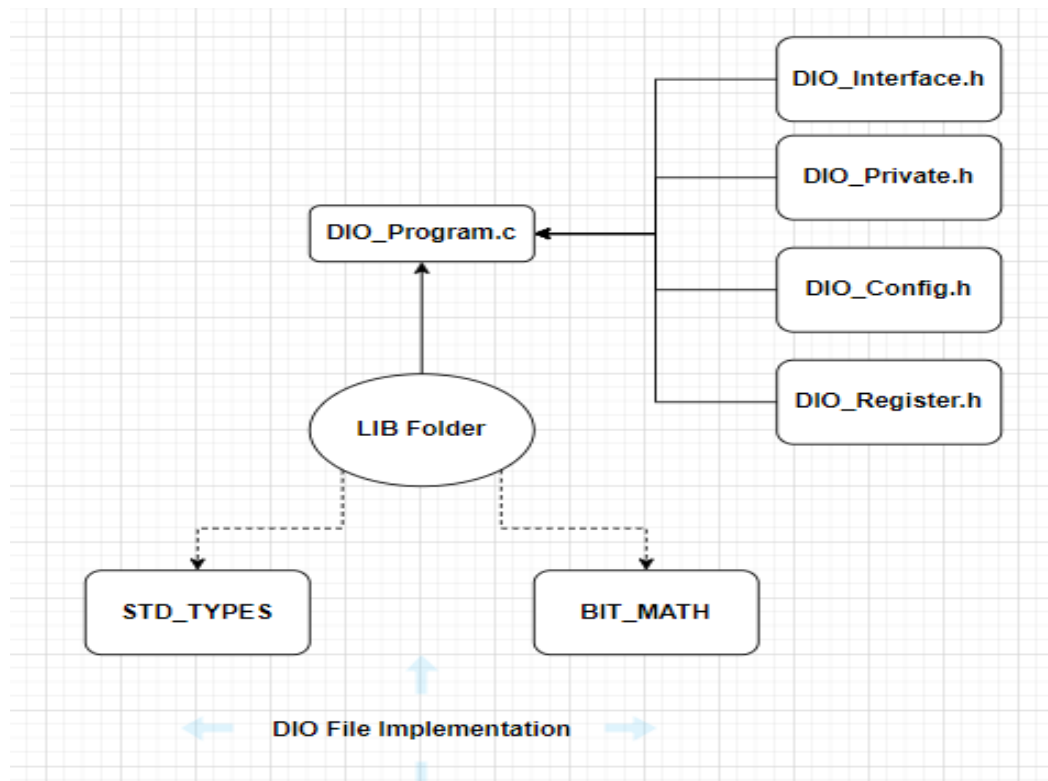 DIO_Interface.h
DIO_Private.h
DIO_Program.c
DIO_Config.h
DIO_Register.h
LIB Folder
STD_TYPES
BIT_MATH
DIO File Implementation